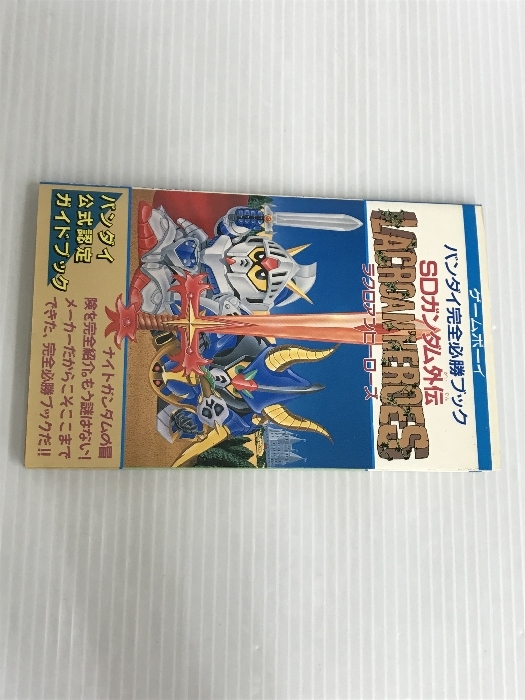 ゲームボーイ
バンダイ完全必勝ブック
SDガンダム外伝
LACROAN HEROES
ラクロアンヒーローズ
ナイトガンダムの冒
険を完全紹介。もう謎はない!
メーカーだからこそここまで
できた、完全必勝ブックだ!!
バンダイ
公式認定
ガイドブック